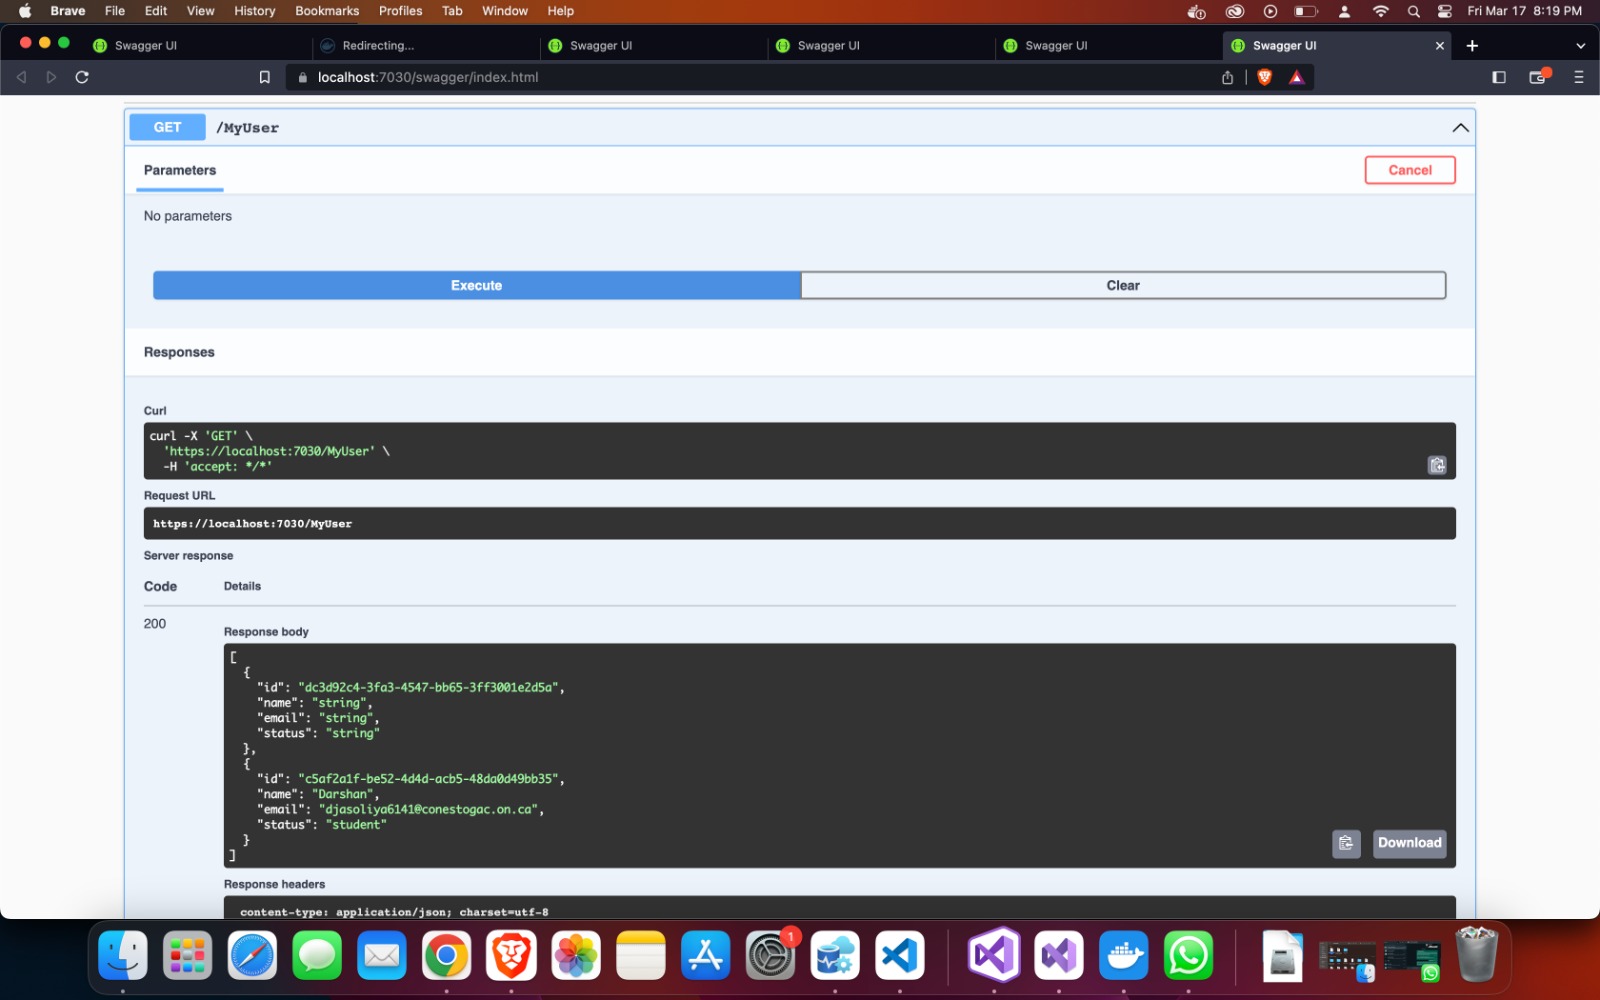 Brave File Edit View History Bookmarks Profiles Tab Window Help Fri Mar 17 8:19 PM
Swagger UI Redirecting... Swagger UI Swagger UI Swagger UI Swagger UI
localhost:7030/swagger/index.html
GET /MyUser
Parameters Cancel
No parameters
Execute Clear
Responses
Curl
curl -X 'GET' \
'https://localhost:7030/MyUser' \
-H 'accept: */*'
Request URL
https://localhost:7030/MyUser
Server response
Code Details
200
Response body
[
{
"id": "dc3d92c4-3fa3-4547-bb65-3ff3001e2d5a",
"name": "string",
"email": "string",
"status": "string"
},
{
"id": "c5af2a1f-be52-4d4d-acb5-48da0d49bb35",
"name": "Darshan",
"email": "djasoliya6141@conestogac.on.ca",
"status": "student"
}
]
Download
Response headers
content-type: application/json; charset=utf-8
1